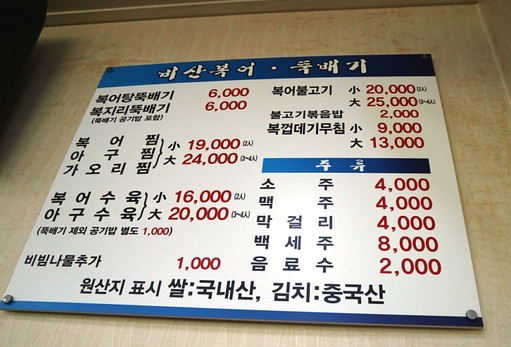 비산복어·뚝배기
복어탕뚝배기 6,000
복지리뚝배기 6,000
(뚝배기 공기밥 포함)
복어찜
아구찜
가오리찜
小 19,000 (2人)
大 24,000 (3~4人)
복어수육
아구수육
小 16,000 (2人)
大 20,000 (3~4人)
(뚝배기 제외 공기밥 별도 1,000)
비빔나물추가 1,000
복어불고기 小 20,000 (2人)
大 25,000 (3~4人)
불고기볶음밥 2,000
복껍데기무침 小 9,000
大 13,000
주류
소주 4,000
맥주 4,000
막걸리 4,000
백세주 8,000
음료수 2,000
원산지 표시 쌀:국내산, 김치:중국산